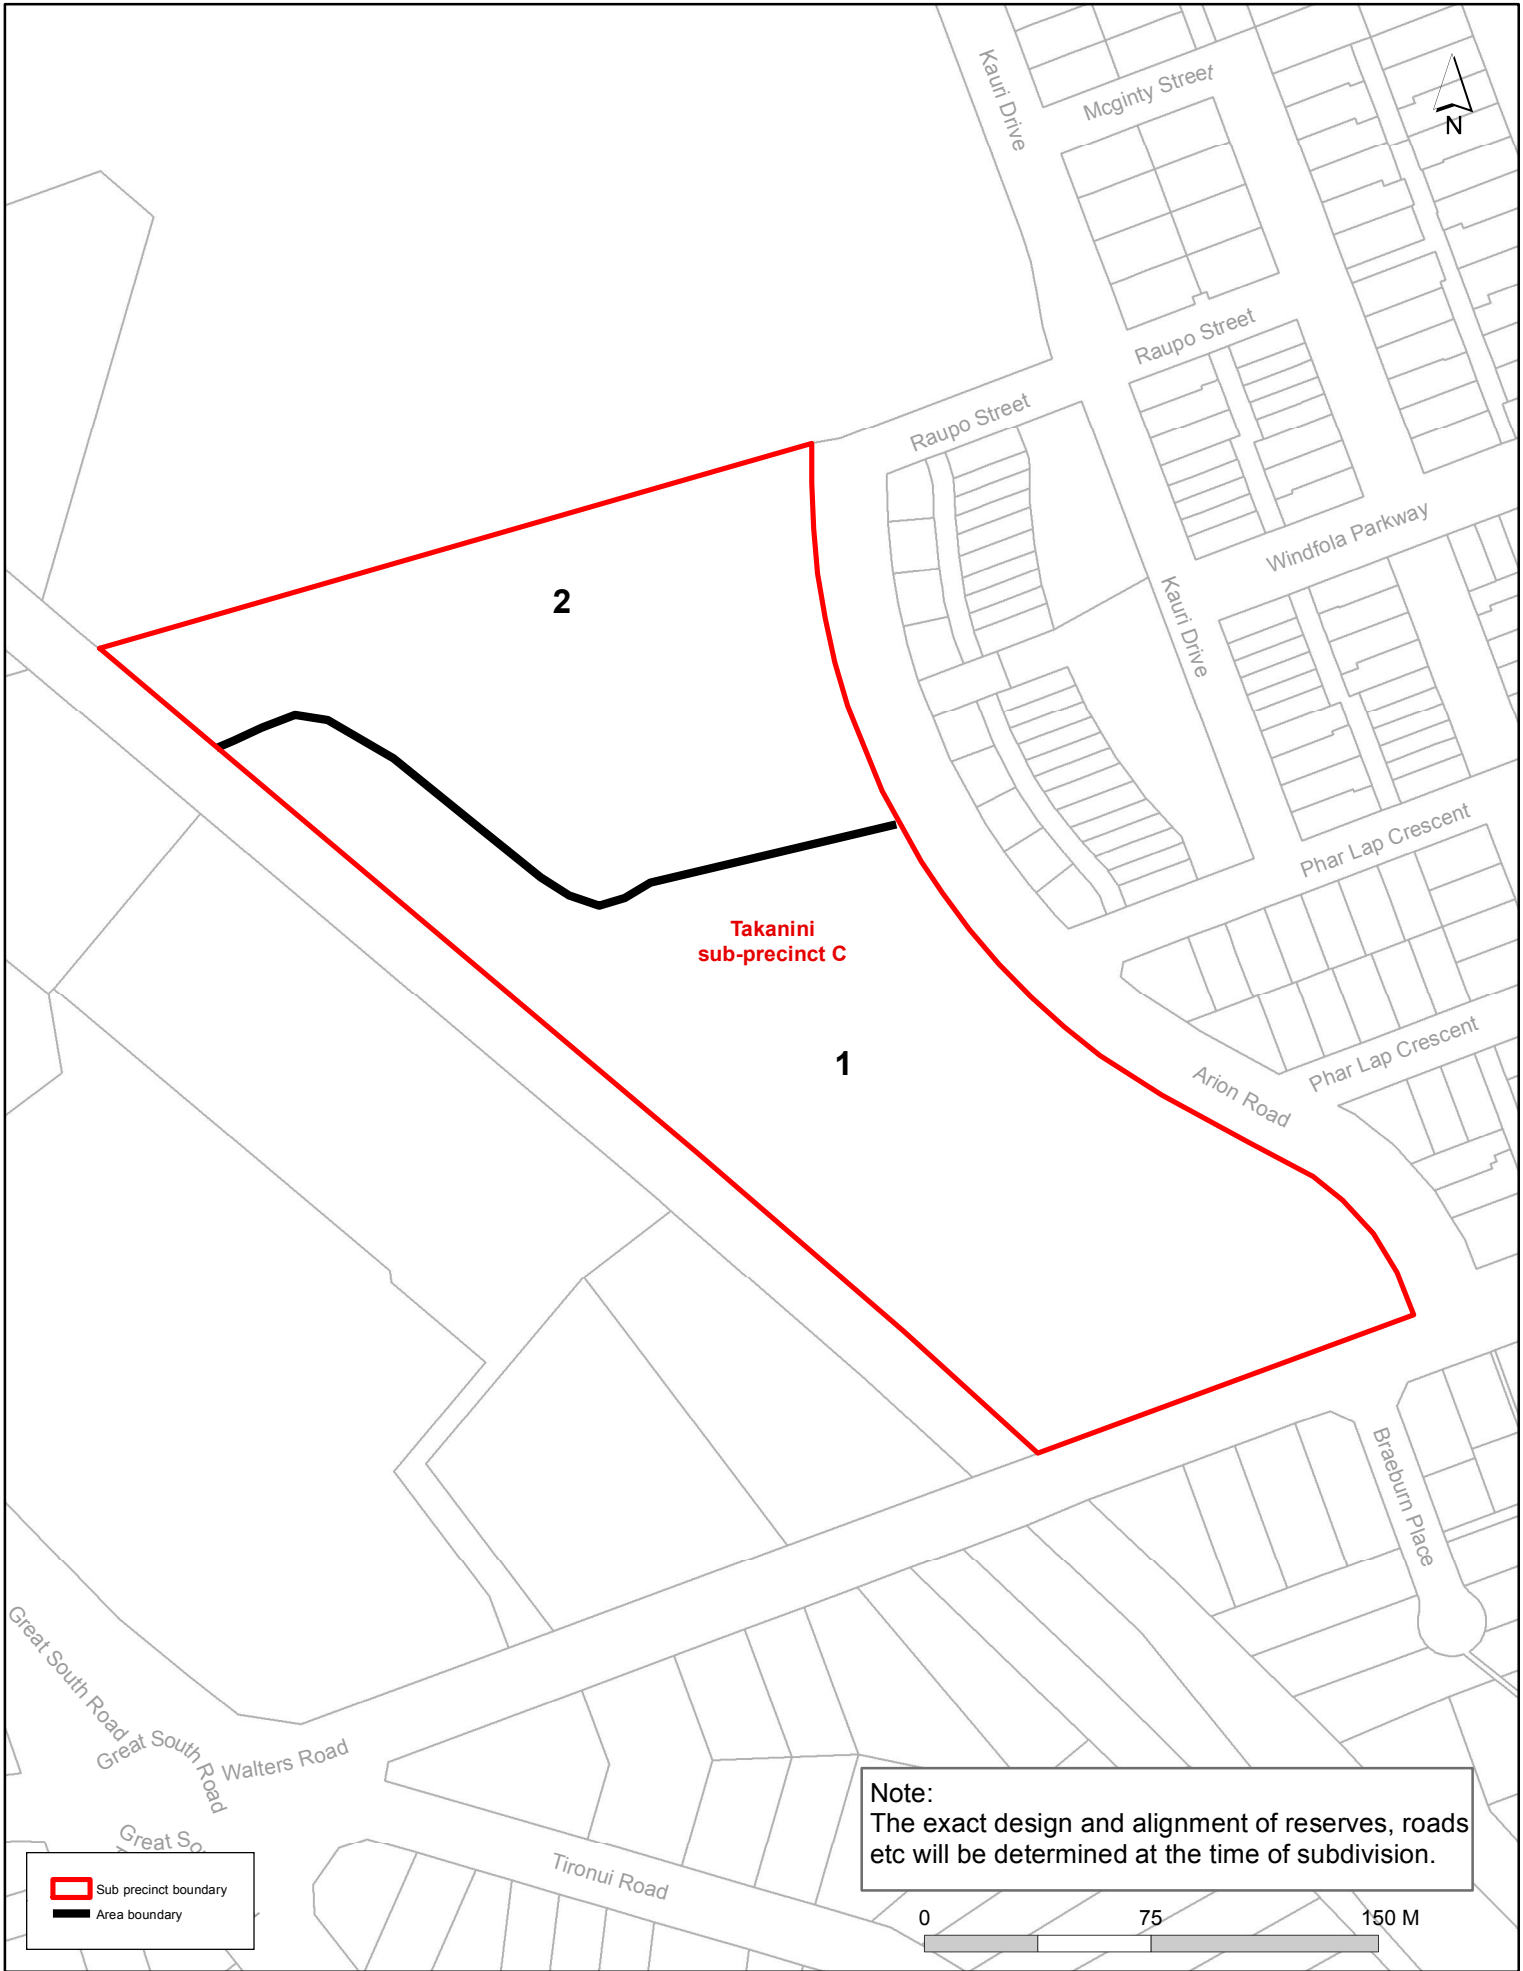 Kauri Drive
Mcginty Street
N
Raupo Street
Raupo Street
Windfola Parkway
Kauri Drive
2
Phar Lap Crescent
Takanini
sub-precinct C
1
Arion Road
Phar Lap Crescent
Braeburn Place
Great South Road
Great South Road
Walters Road
Great So
Tironui Road
Note:
The exact design and alignment of reserves, roads
etc will be determined at the time of subdivision.
Sub precinct boundary
Area boundary
0 75 150 M